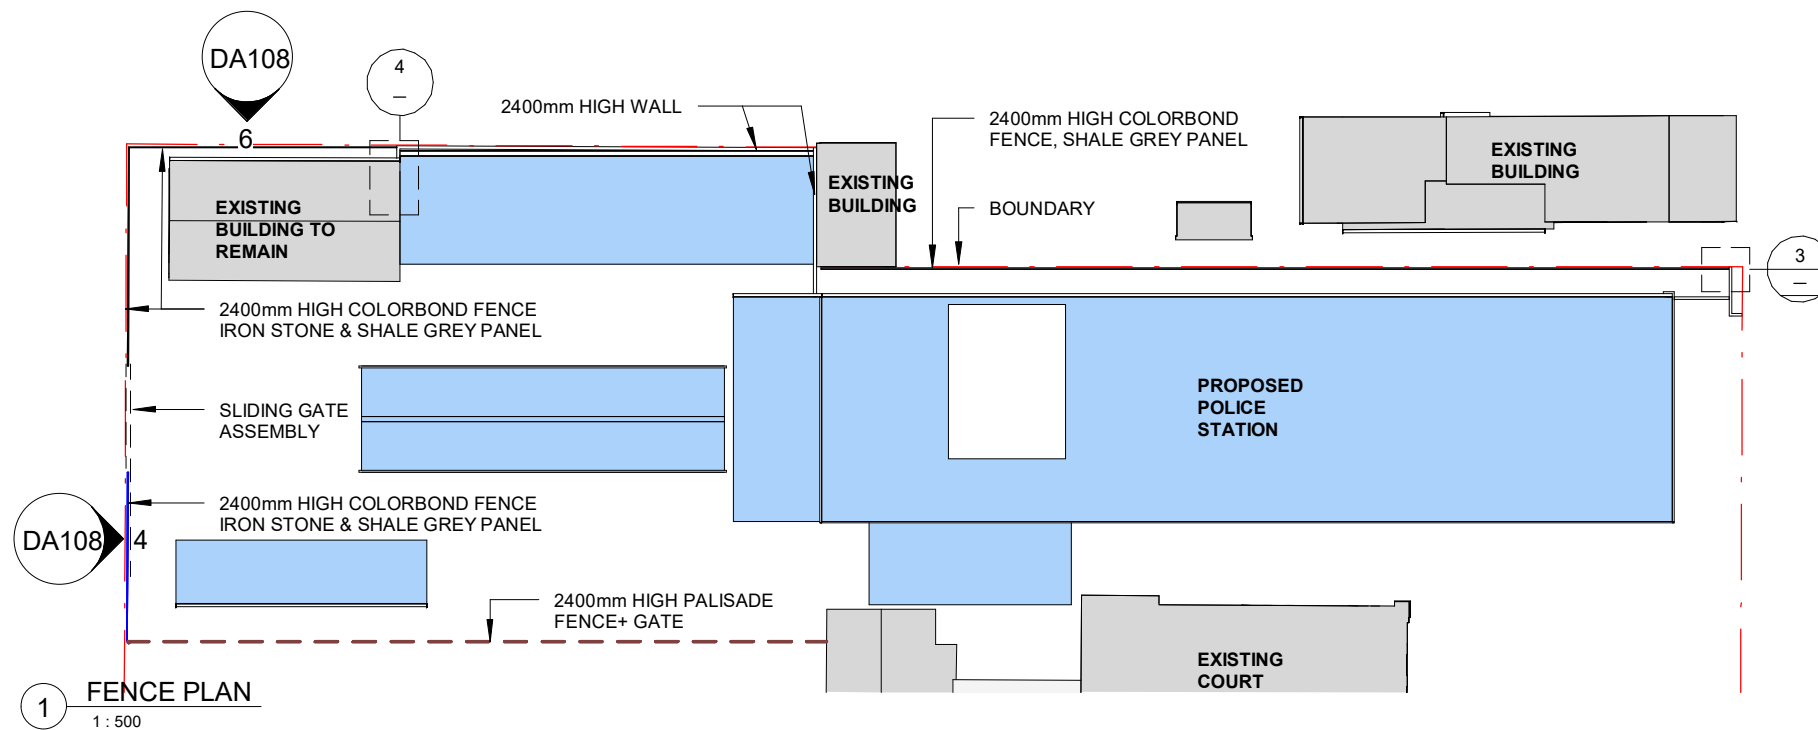 DA108
6
4
–
2400mm HIGH WALL
2400mm HIGH COLORBOND
FENCE, SHALE GREY PANEL
BOUNDARY
EXISTING
BUILDING
EXISTING
BUILDING
EXISTING
BUILDING TO
REMAIN
3
–
2400mm HIGH COLORBOND FENCE
IRON STONE & SHALE GREY PANEL
SLIDING GATE
ASSEMBLY
PROPOSED
POLICE
STATION
2400mm HIGH COLORBOND FENCE
IRON STONE & SHALE GREY PANEL
DA108
4
2400mm HIGH PALISADE
FENCE+ GATE
EXISTING
COURT
1
FENCE PLAN
1 : 500